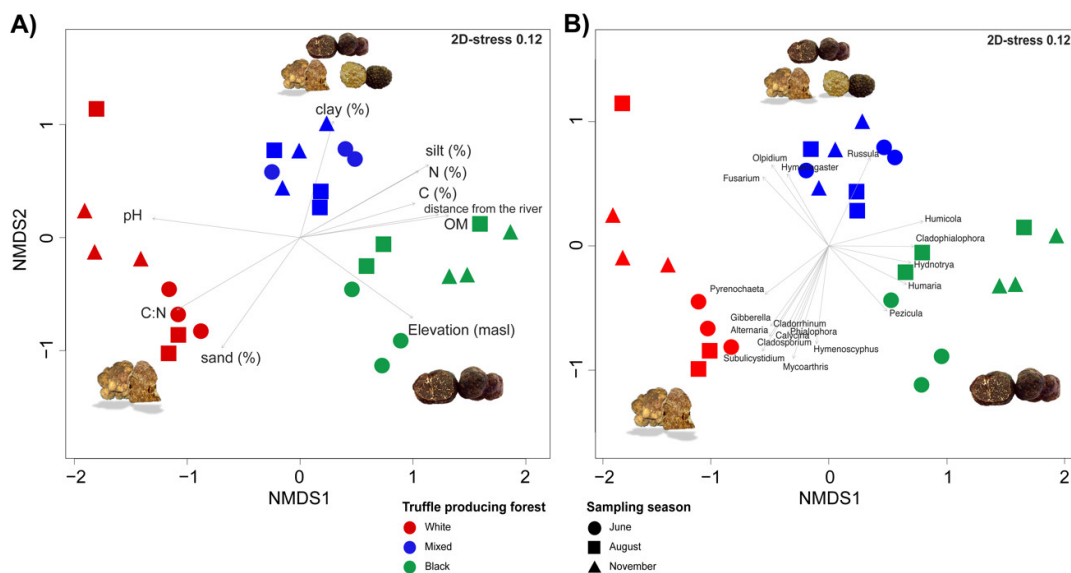 A)
2D-stress 0.12
clay (%)
silt (%)
N (%)
C (%)
distance from the river
OM
pH
C:N
sand (%)
Elevation (masl)
NMDS2
1
0
−1
−2
−1
0
1
2
NMDS1
B)
2D-stress 0.12
Olpidium
Russula
Hymenogaster
Fusarium
Humicola
Cladophialophora
Hydnotrya
Humaria
Pezicula
Pyrenochaeta
Gibberella
Cladorrhinum
Alternaria
Phialophora
Calycina
Cladosporium
Hymenoscyphus
Subulicystidium
Mycoarthris
1
0
−1
−2
−1
0
1
2
NMDS1
Truffle producing forest
White
Mixed
Black
Sampling season
June
August
November